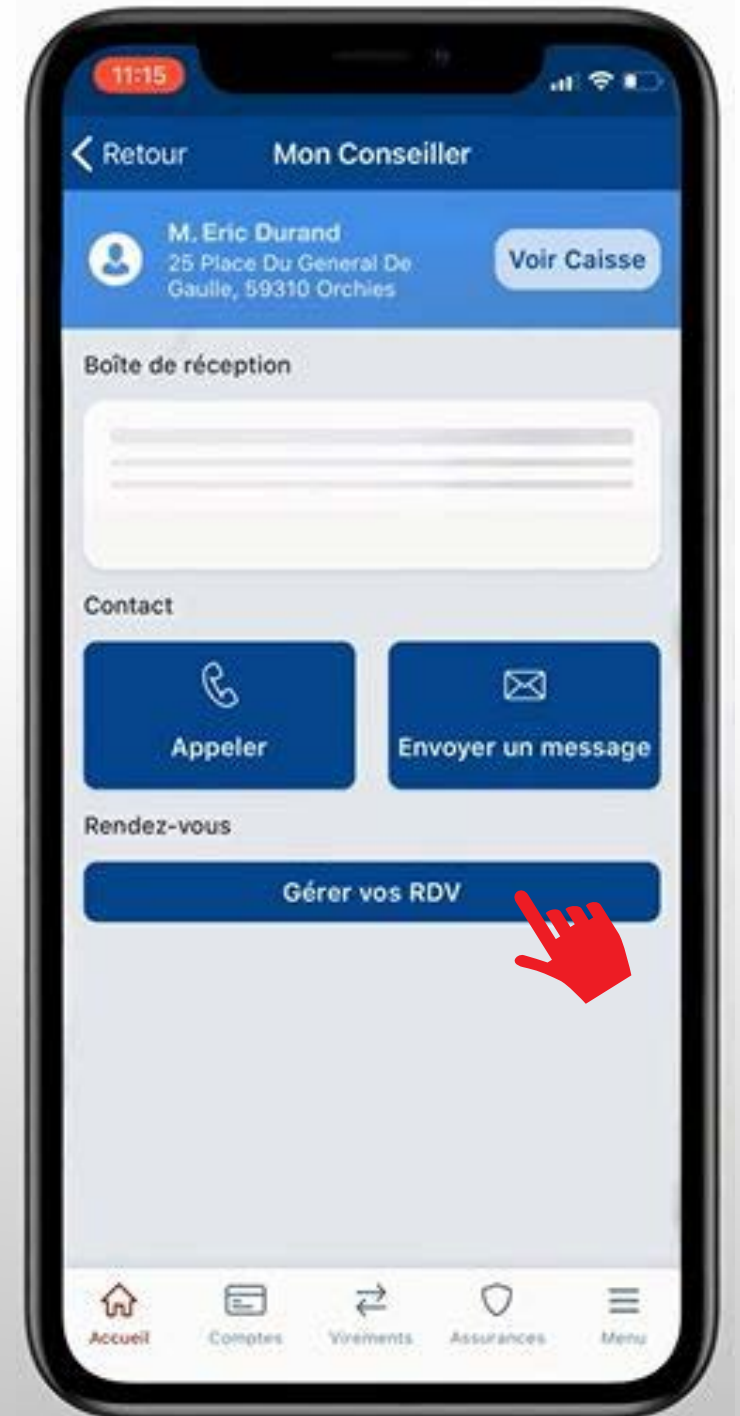 11:15
Retour
Mon Conseiller
M. Eric Durand
25 Place Du General De
Gaulle, 59310 Orchies
Voir Caisse
Boîte de réception
Contact
Appeler
Envoyer un message
Rendez-vous
Gérer vos RDV
Accueil
Comptes
Virements
Assurances
Menu